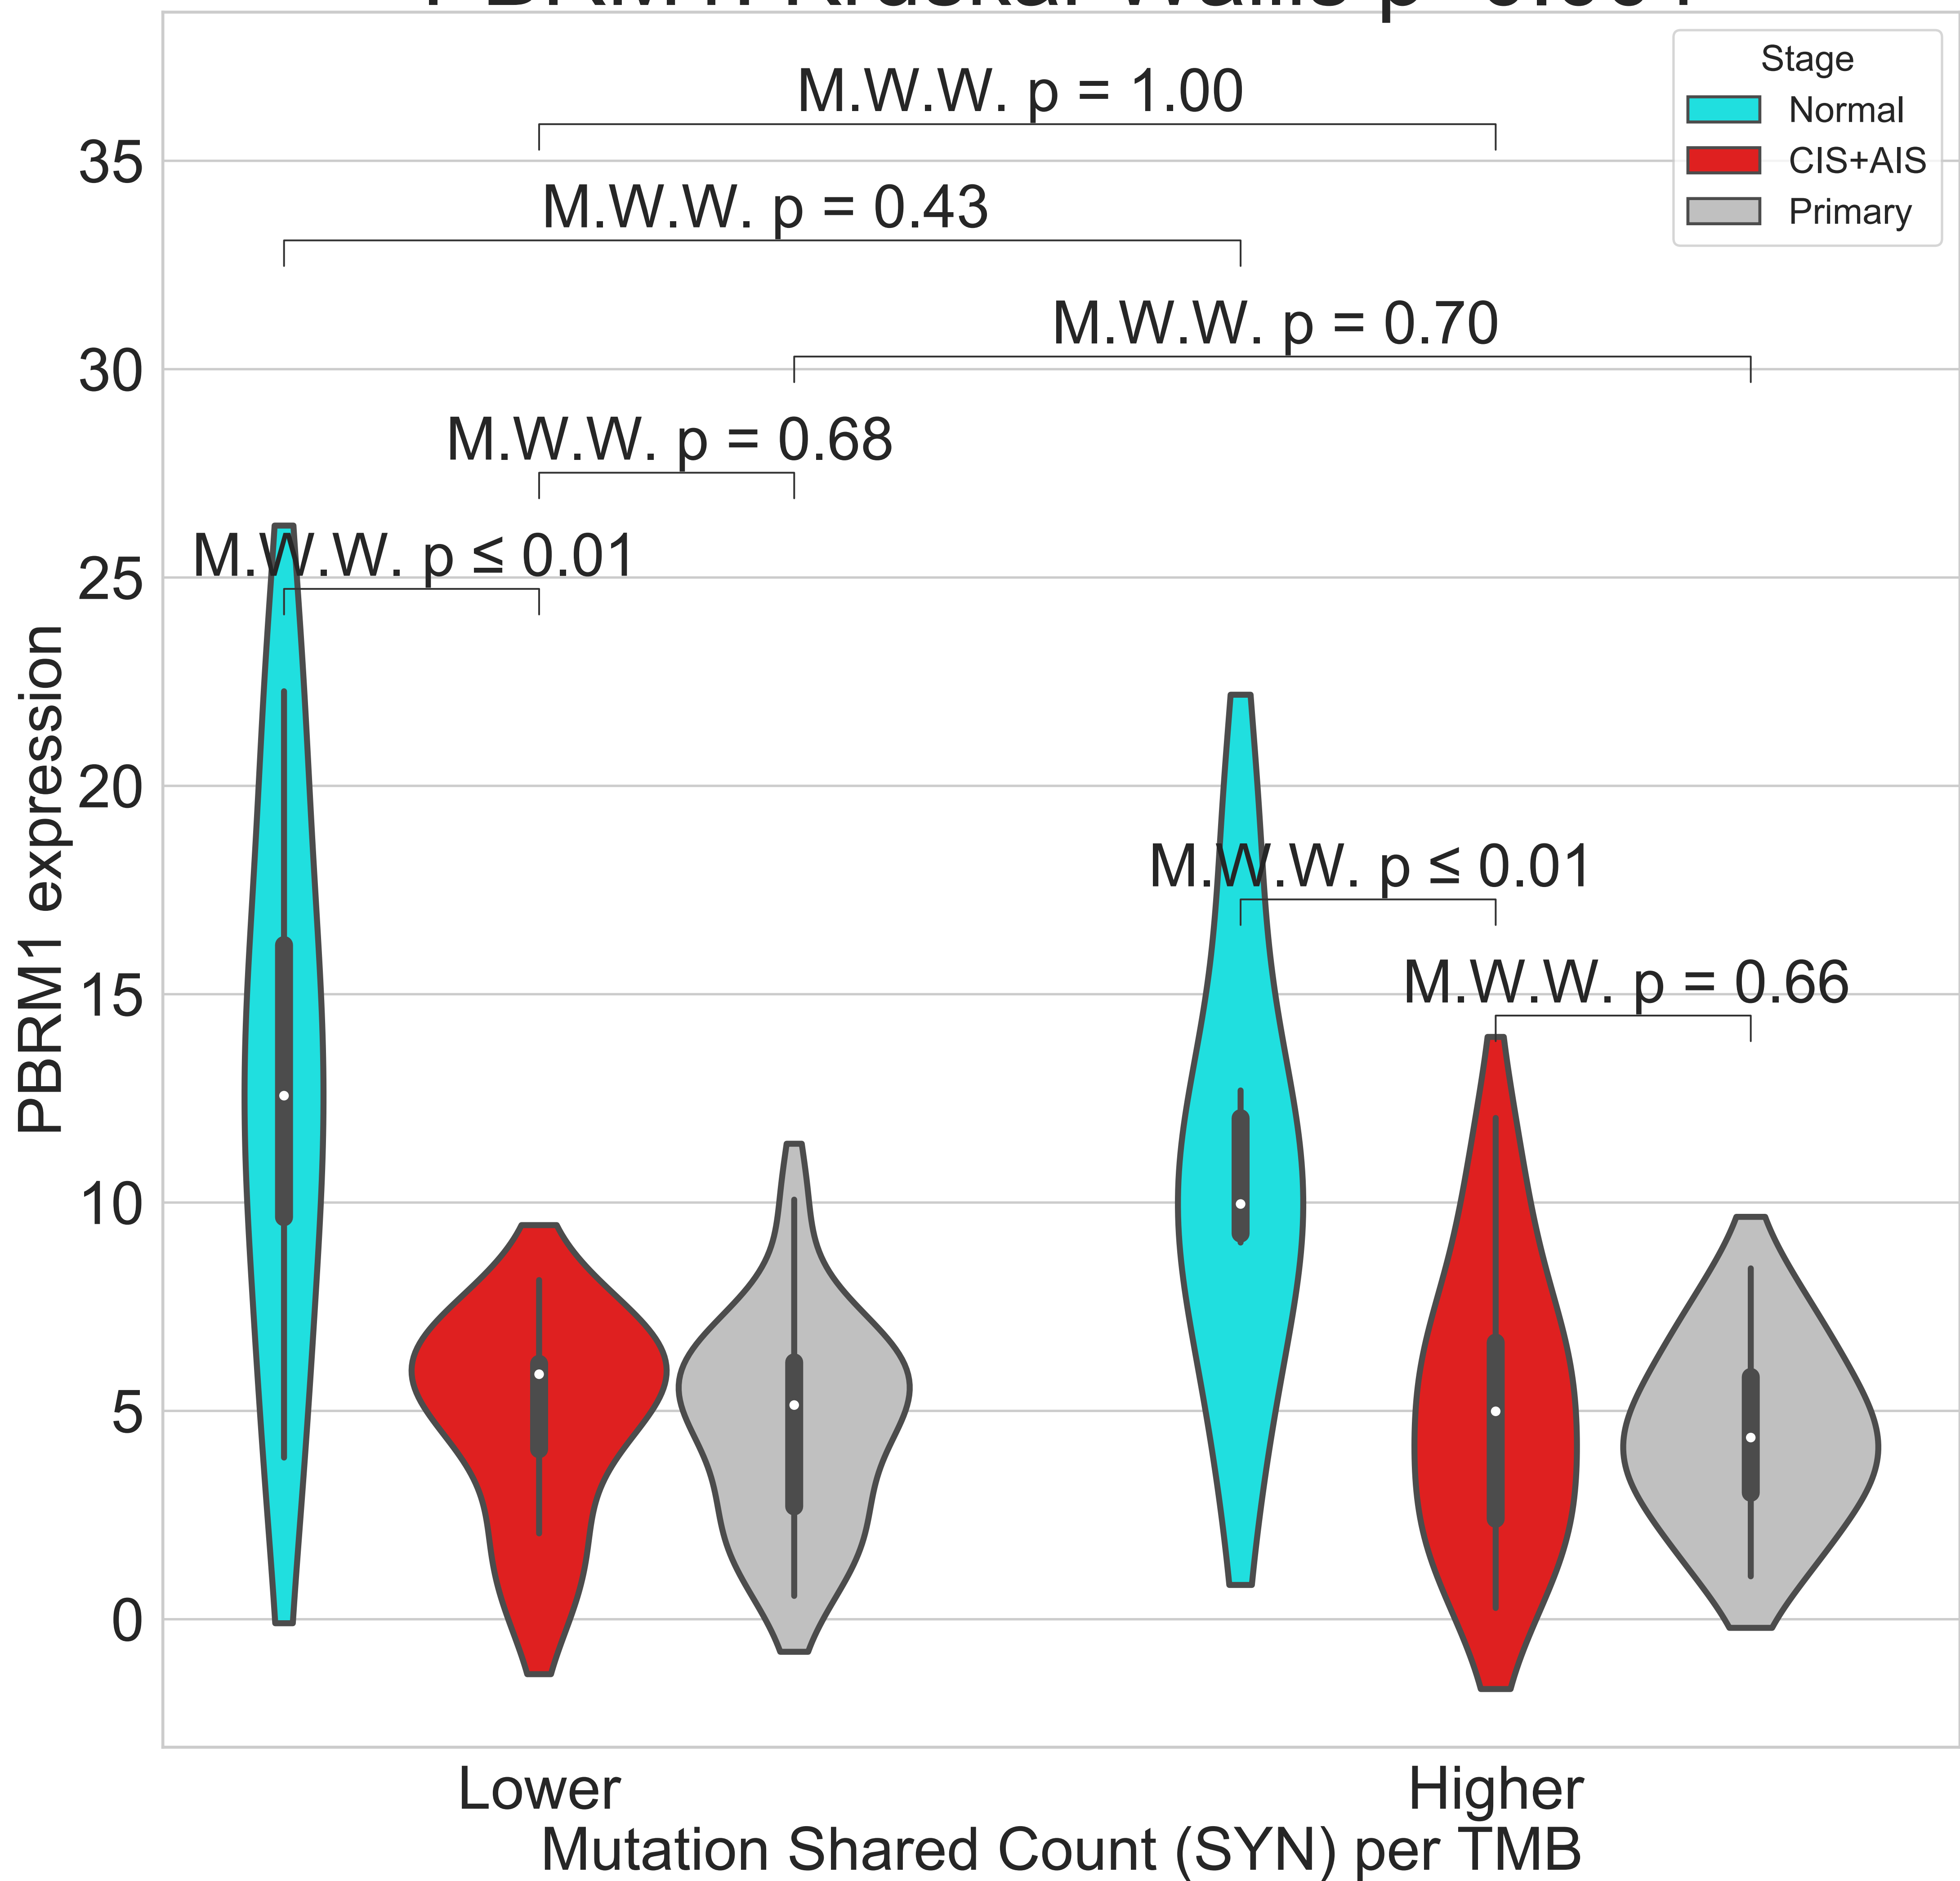 Stage
Normal
CIS+AIS
Primary
M.W.W. p = 1.00
M.W.W. p = 0.43
M.W.W. p = 0.70
M.W.W. p = 0.68
M.W.W. p ≤ 0.01
M.W.W. p ≤ 0.01
M.W.W. p = 0.66
PBRM1 expression
35
30
25
20
15
10
5
0
Lower
Higher
Mutation Shared Count (SYN) per TMB